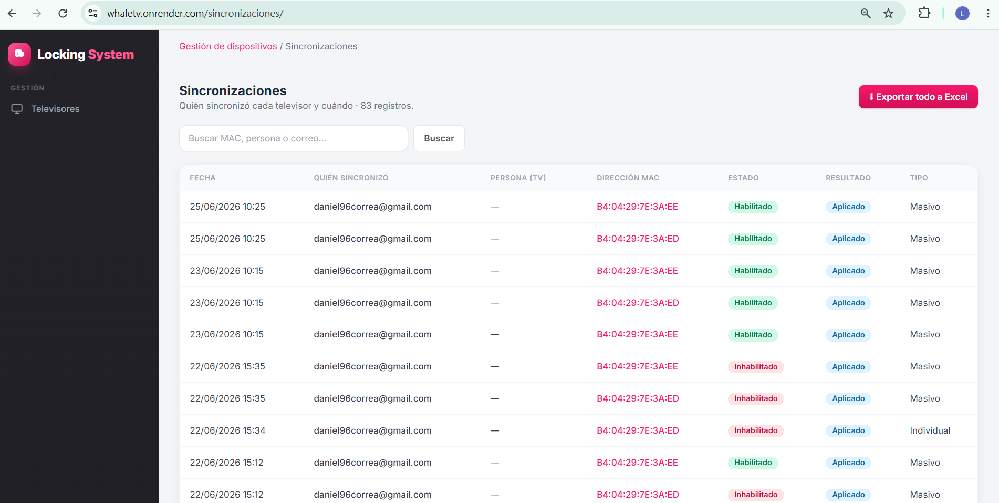 whaletv.onrender.com/sincronizaciones/
L
Locking System
GESTIÓN
Televisores
Gestión de dispositivos / Sincronizaciones
Sincronizaciones
Quién sincronizó cada televisor y cuándo · 83 registros.
⬇ Exportar todo a Excel
Buscar MAC, persona o correo...
Buscar
FECHA QUIÉN SINCRONIZÓ PERSONA (TV) DIRECCIÓN MAC ESTADO RESULTADO TIPO
25/06/2026 10:25 daniel96correa@gmail.com — B4:04:29:7E:3A:EE Habilitado Aplicado Masivo
25/06/2026 10:25 daniel96correa@gmail.com — B4:04:29:7E:3A:ED Habilitado Aplicado Masivo
23/06/2026 10:15 daniel96correa@gmail.com — B4:04:29:7E:3A:EE Habilitado Aplicado Masivo
23/06/2026 10:15 daniel96correa@gmail.com — B4:04:29:7E:3A:ED Habilitado Aplicado Masivo
23/06/2026 10:15 daniel96correa@gmail.com — B4:04:29:7E:3A:EE Habilitado Aplicado Masivo
22/06/2026 15:35 daniel96correa@gmail.com — B4:04:29:7E:3A:EE Inhabilitado Aplicado Masivo
22/06/2026 15:35 daniel96correa@gmail.com — B4:04:29:7E:3A:ED Inhabilitado Aplicado Masivo
22/06/2026 15:34 daniel96correa@gmail.com — B4:04:29:7E:3A:ED Inhabilitado Aplicado Individual
22/06/2026 15:12 daniel96correa@gmail.com — B4:04:29:7E:3A:EE Habilitado Aplicado Masivo
22/06/2026 15:12 daniel96correa@gmail.com — B4:04:29:7E:3A:ED Inhabilitado Aplicado Masivo